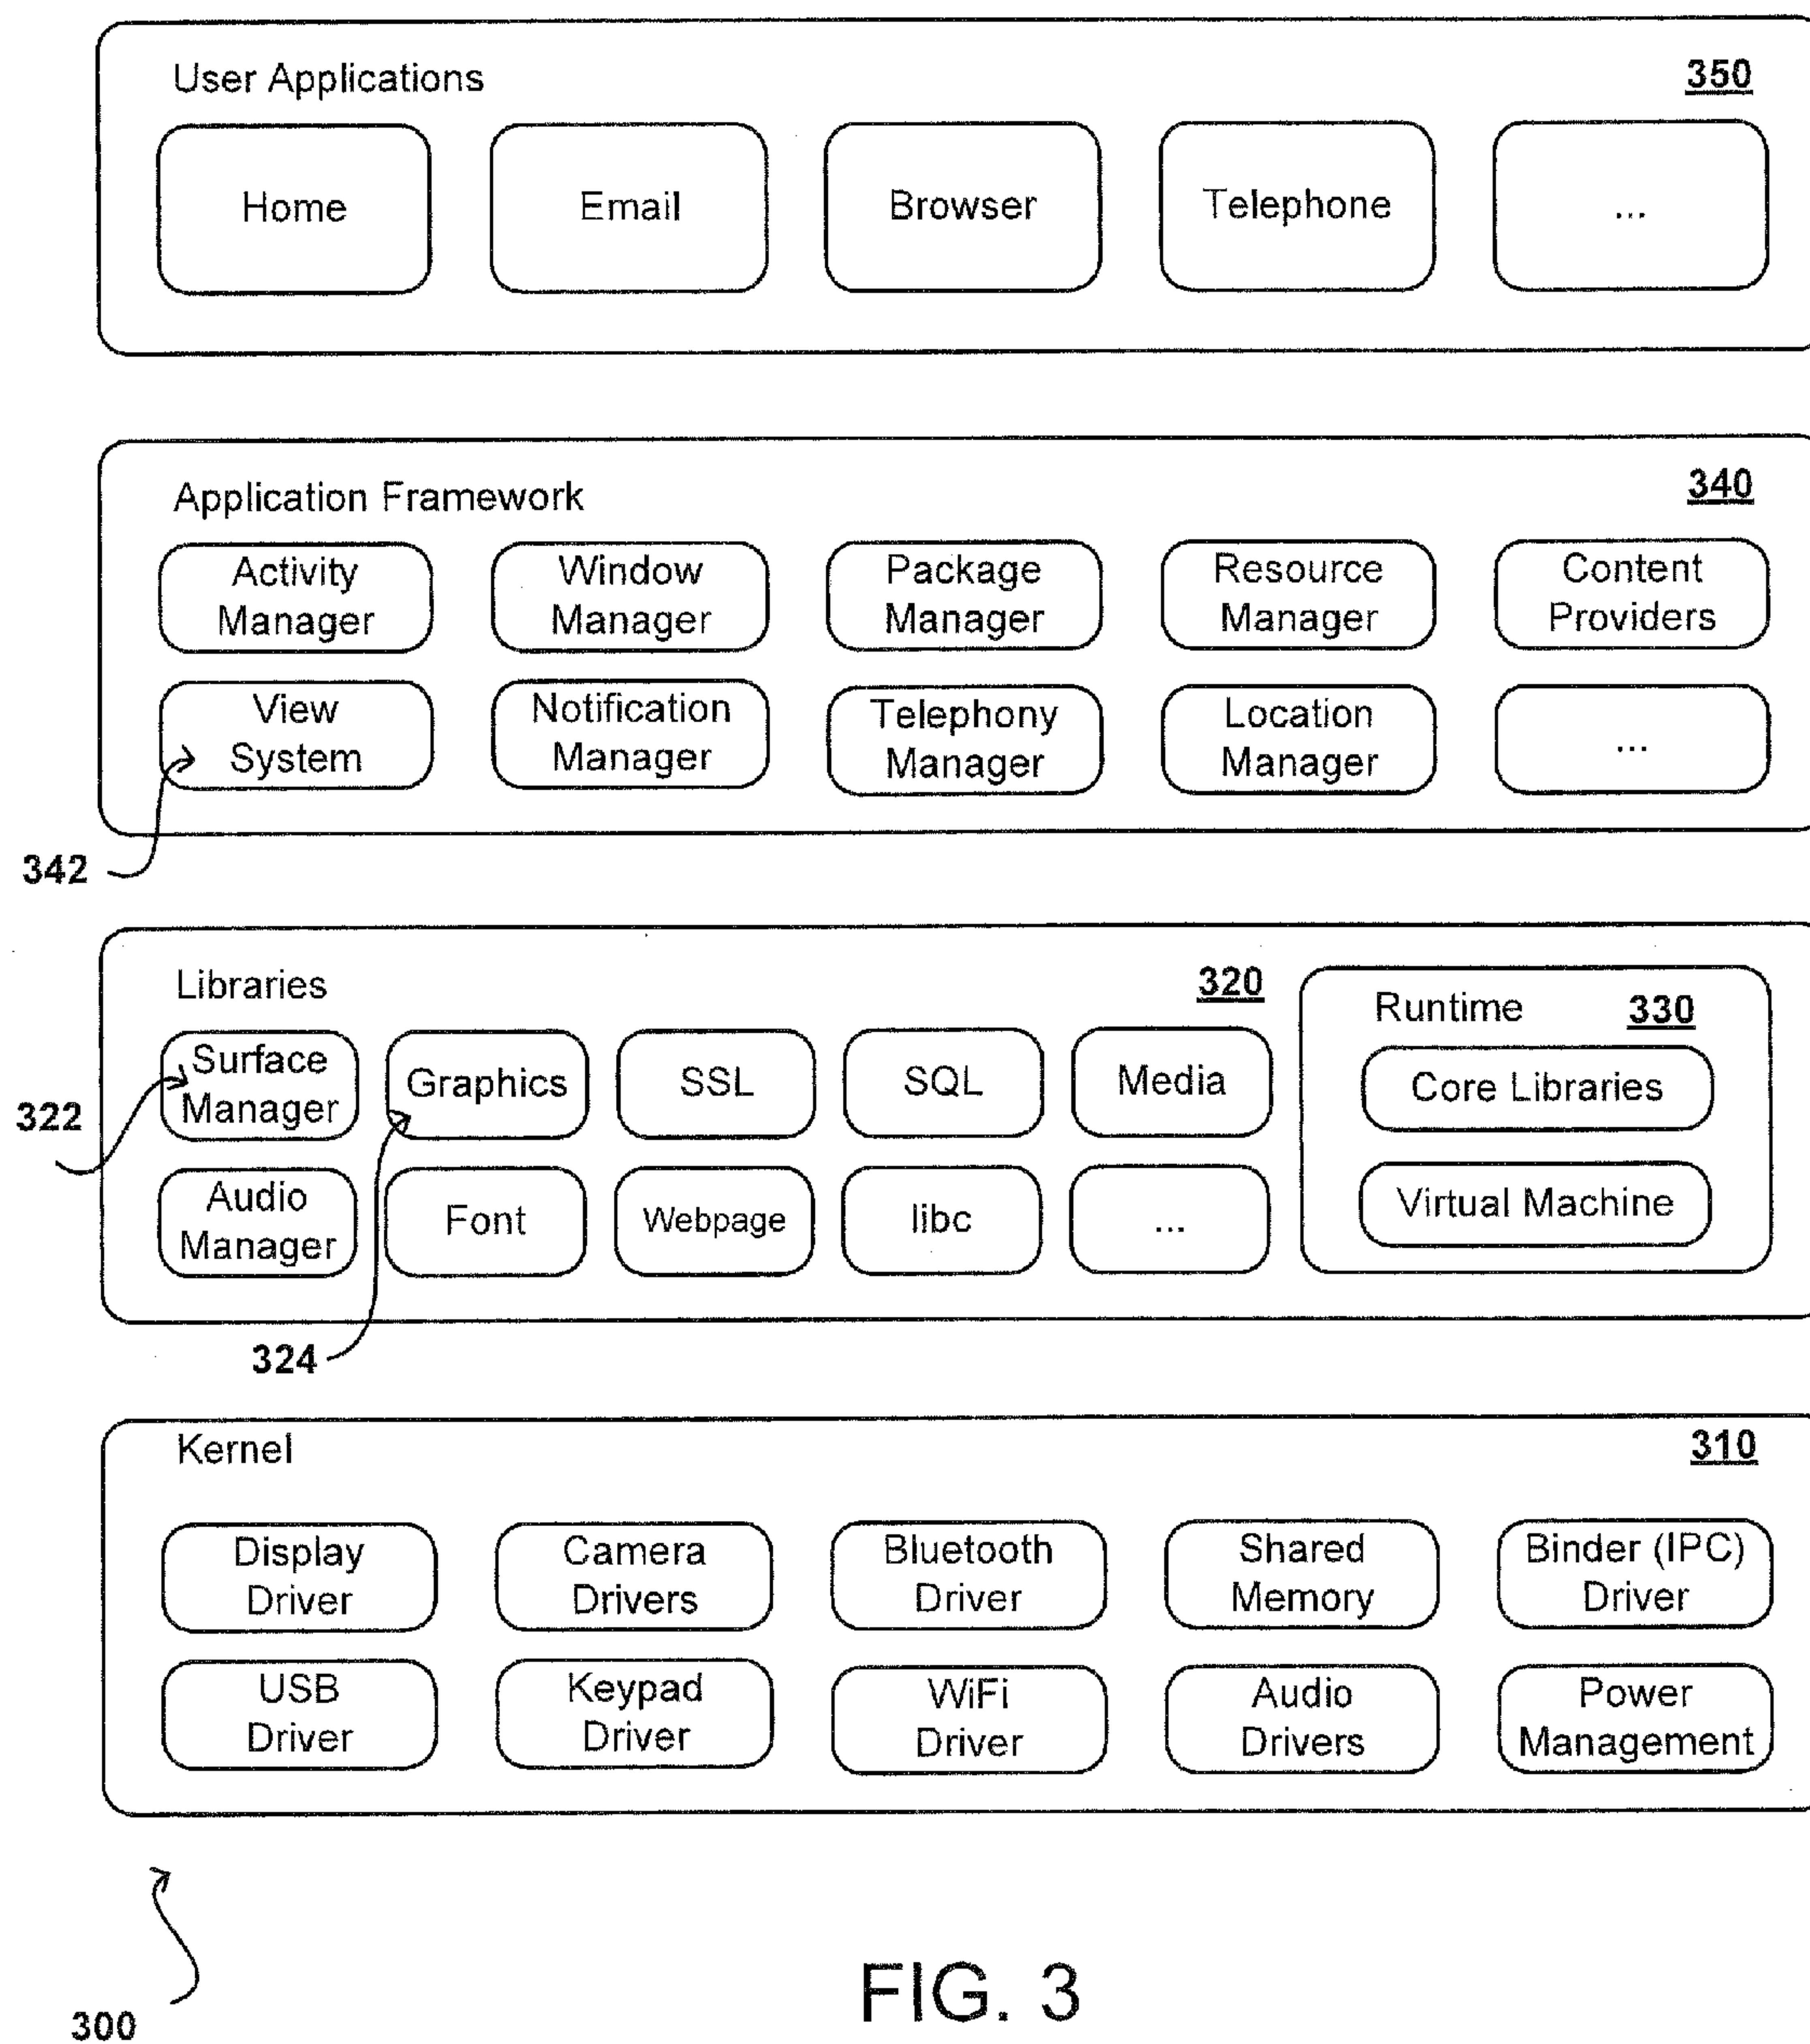 User Applications
350
Home
Email
Browser
Telephone
...
Application Framework
340
Activity
Manager
Window
Manager
Package
Manager
Resource
Manager
Content
Providers
View
System
Notification
Manager
Telephony
Manager
Location
Manager
...
342
Libraries
320
Surface
Manager
Graphics
SSL
SQL
Media
322
Audio
Manager
Font
Webpage
libc
...
Runtime
330
Core Libraries
Virtual Machine
324
Kernel
310
Display
Driver
Camera
Drivers
Bluetooth
Driver
Shared
Memory
Binder (IPC)
Driver
USB
Driver
Keypad
Driver
WiFi
Driver
Audio
Drivers
Power
Management
300
FIG. 3